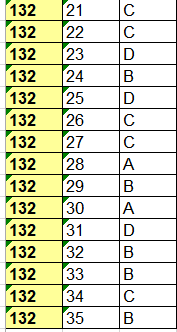 132 21 C
132 22 C
132 23 D
132 24 B
132 25 D
132 26 C
132 27 C
132 28 A
132 29 B
132 30 A
132 31 D
132 32 B
132 33 B
132 34 C
132 35 B